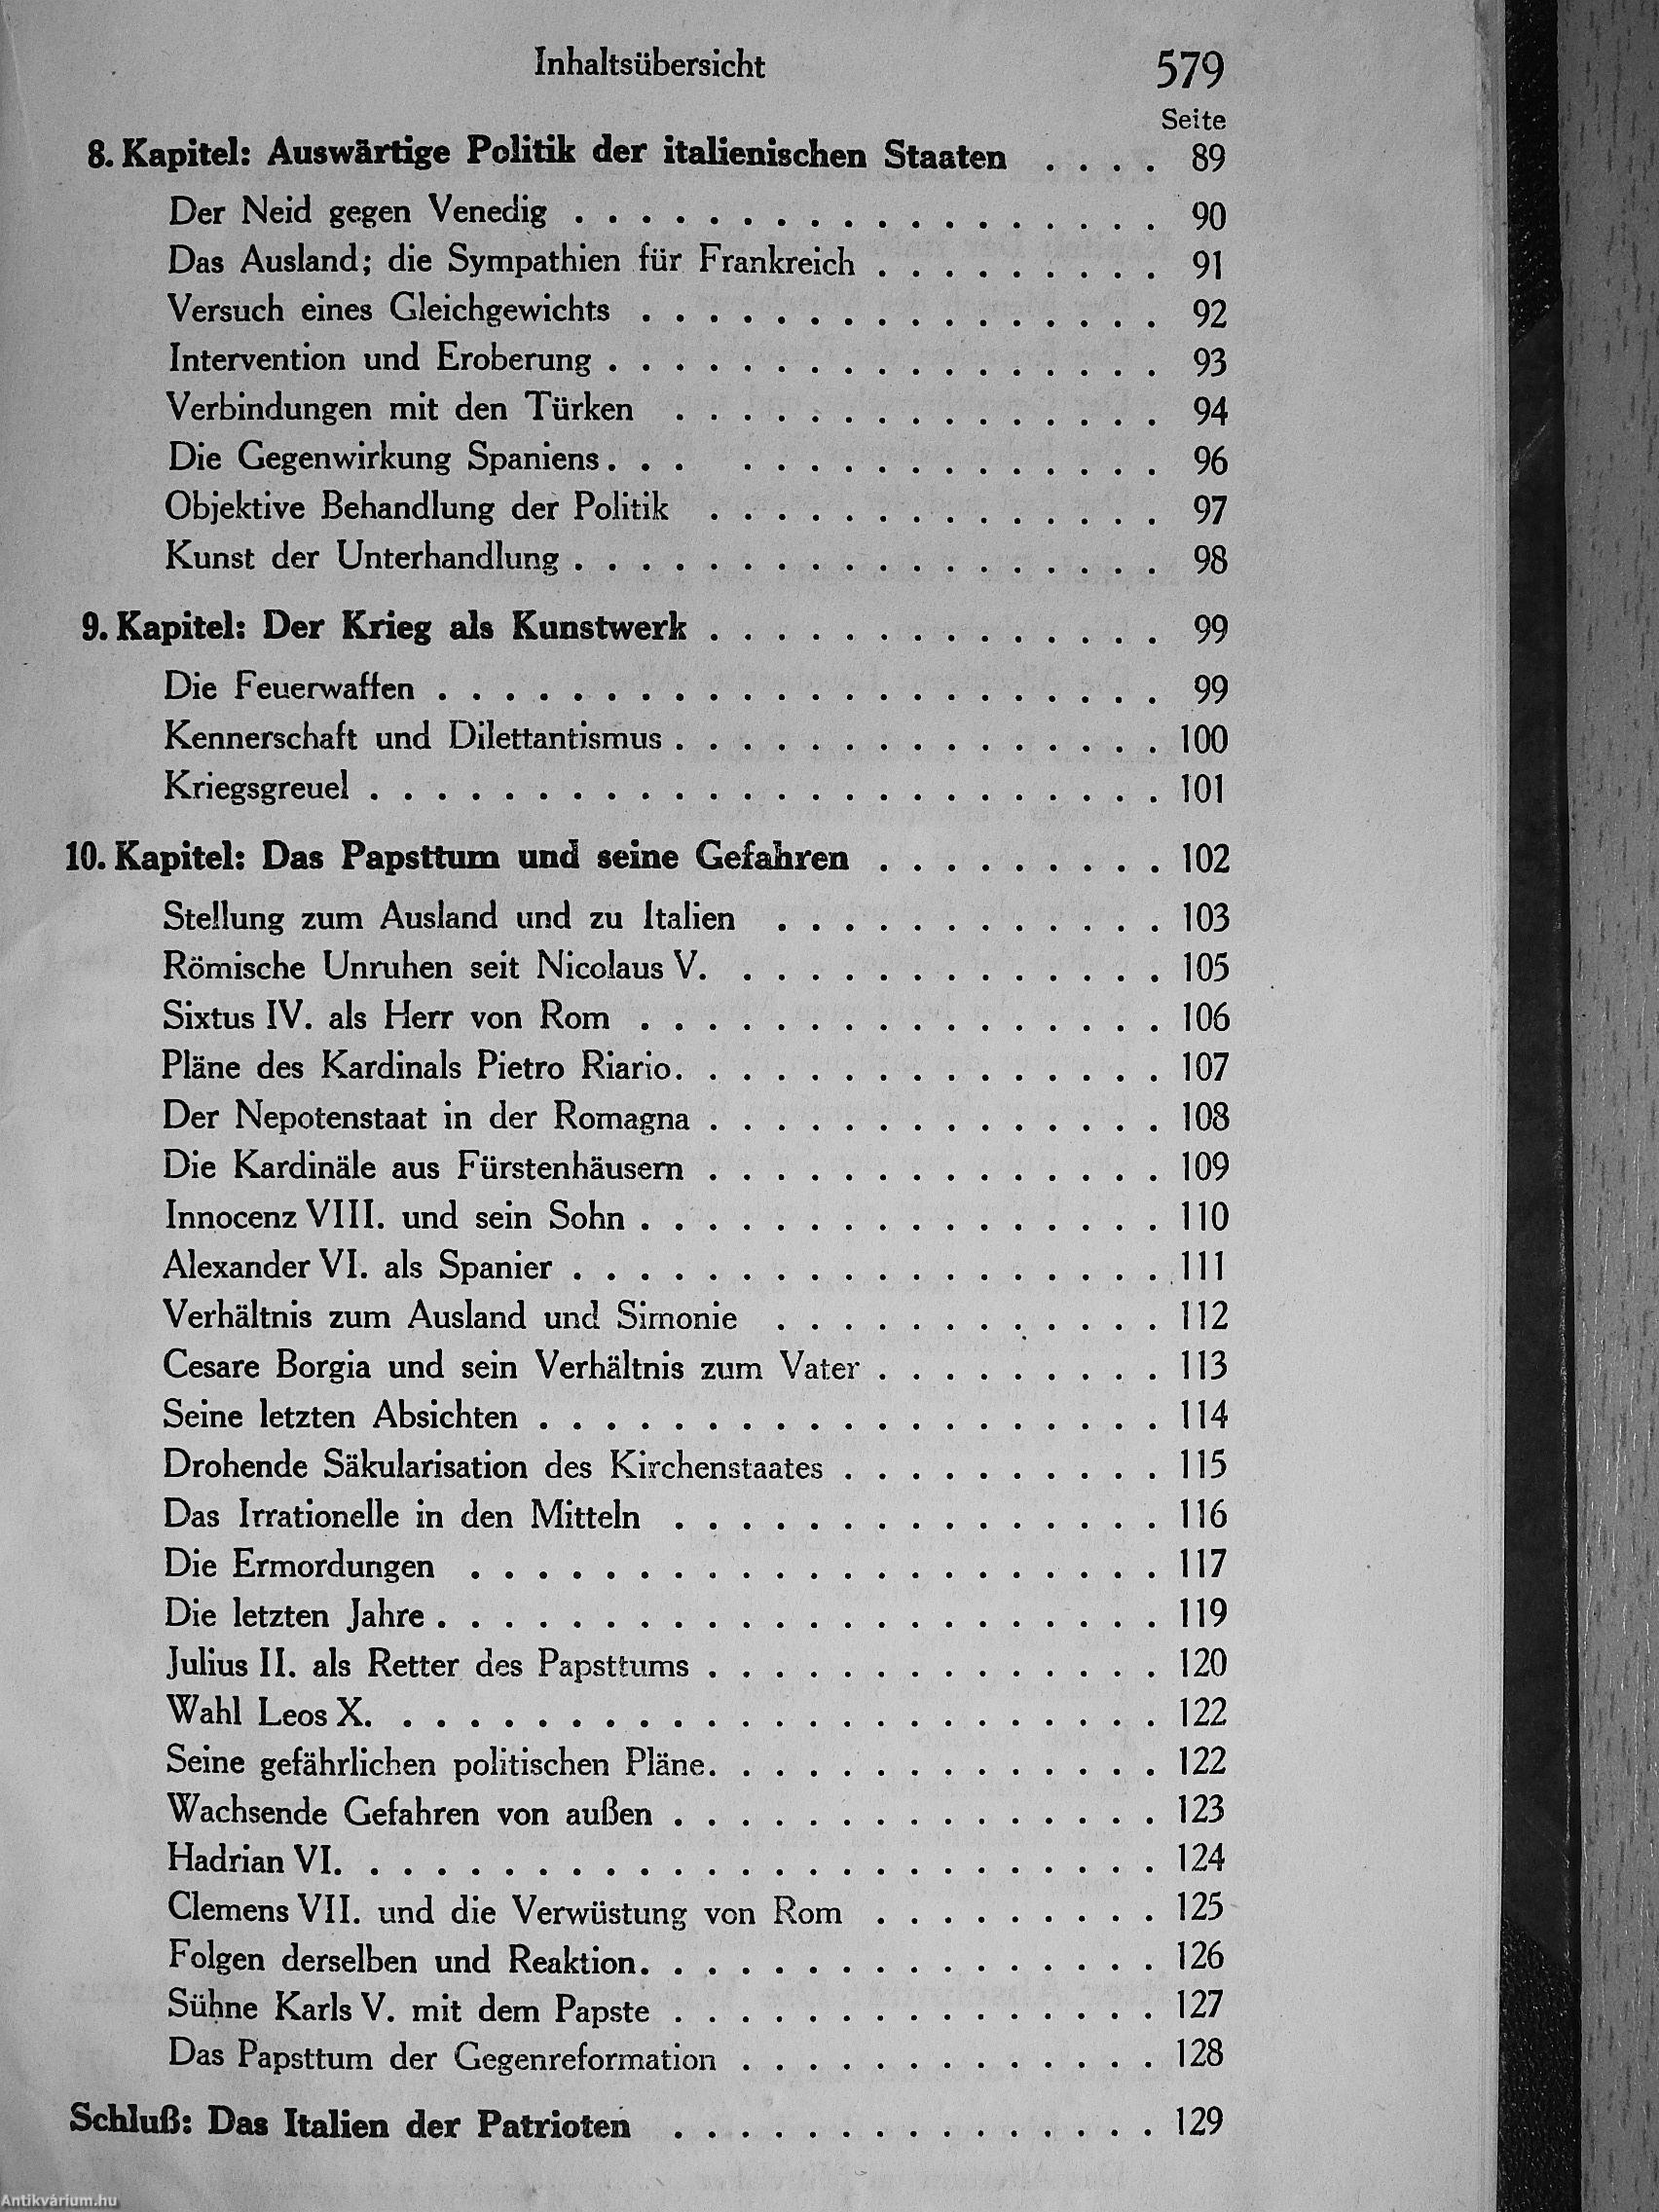 Inhaltsübersicht 579
Seite
8. Kapitel: Auswärtige Politik der italienischen Staaten . . . . 89
Der Neid gegen Venedig . . . . . . . . . . . . . . . . . . 90
Das Ausland; die Sympathien für Frankreich . . . . . . . . . 91
Versuch eines Gleichgewichts . . . . . . . . . . . . . . . . 92
Intervention und Eroberung . . . . . . . . . . . . . . . . . 93
Verbindungen mit den Türken . . . . . . . . . . . . . . . 94
Die Gegenwirkung Spaniens . . . . . . . . . . . . . . . . 96
Objektive Behandlung der Politik . . . . . . . . . . . . . . 97
Kunst der Unterhandlung . . . . . . . . . . . . . . . . . . 98
9. Kapitel: Der Krieg als Kunstwerk . . . . . . . . . . . . . . 99
Die Feuerwaffen . . . . . . . . . . . . . . . . . . . . . . 99
Kennerschaft und Dilettantismus . . . . . . . . . . . . . . . 100
Kriegsgreuel . . . . . . . . . . . . . . . . . . . . . . . . 101
10. Kapitel: Das Papsttum und seine Gefahren . . . . . . . . . 102
Stellung zum Ausland und zu Italien . . . . . . . . . . . . 103
Römische Unruhen seit Nicolaus V. . . . . . . . . . . . . . . 105
Sixtus IV. als Herr von Rom . . . . . . . . . . . . . . . . 106
Pläne des Kardinals Pietro Riario . . . . . . . . . . . . . . . 107
Der Nepotenstaat in der Romagna . . . . . . . . . . . . . . 108
Die Kardinäle aus Fürstenhäusern . . . . . . . . . . . . . . 109
Innocenz VIII. und sein Sohn . . . . . . . . . . . . . . . . 110
Alexander VI. als Spanier . . . . . . . . . . . . . . . . . . 111
Verhältnis zum Ausland und Simonie . . . . . . . . . . . . 112
Cesare Borgia und sein Verhältnis zum Vater . . . . . . . . . 113
Seine letzten Absichten . . . . . . . . . . . . . . . . . . . 114
Drohende Säkularisation des Kirchenstaates . . . . . . . . . . 115
Das Irrationelle in den Mitteln . . . . . . . . . . . . . . . 116
Die Ermordungen . . . . . . . . . . . . . . . . . . . . . 117
Die letzten Jahre . . . . . . . . . . . . . . . . . . . . . . 119
Julius II. als Retter des Papsttums . . . . . . . . . . . . . . 120
Wahl Leos X. . . . . . . . . . . . . . . . . . . . . . . . 122
Seine gefährlichen politischen Pläne . . . . . . . . . . . . . . 122
Wachsende Gefahren von außen . . . . . . . . . . . . . . . 123
Hadrian VI. . . . . . . . . . . . . . . . . . . . . . . . . 124
Clemens VII. und die Verwüstung von Rom . . . . . . . . . 125
Folgen derselben und Reaktion . . . . . . . . . . . . . . . . 126
Sühne Karls V. mit dem Papste . . . . . . . . . . . . . . . 127
Das Papsttum der Gegenreformation . . . . . . . . . . . . . 128
Schluß: Das Italien der Patrioten . . . . . . . . . . . . . . . 129
Antikvárium.hu